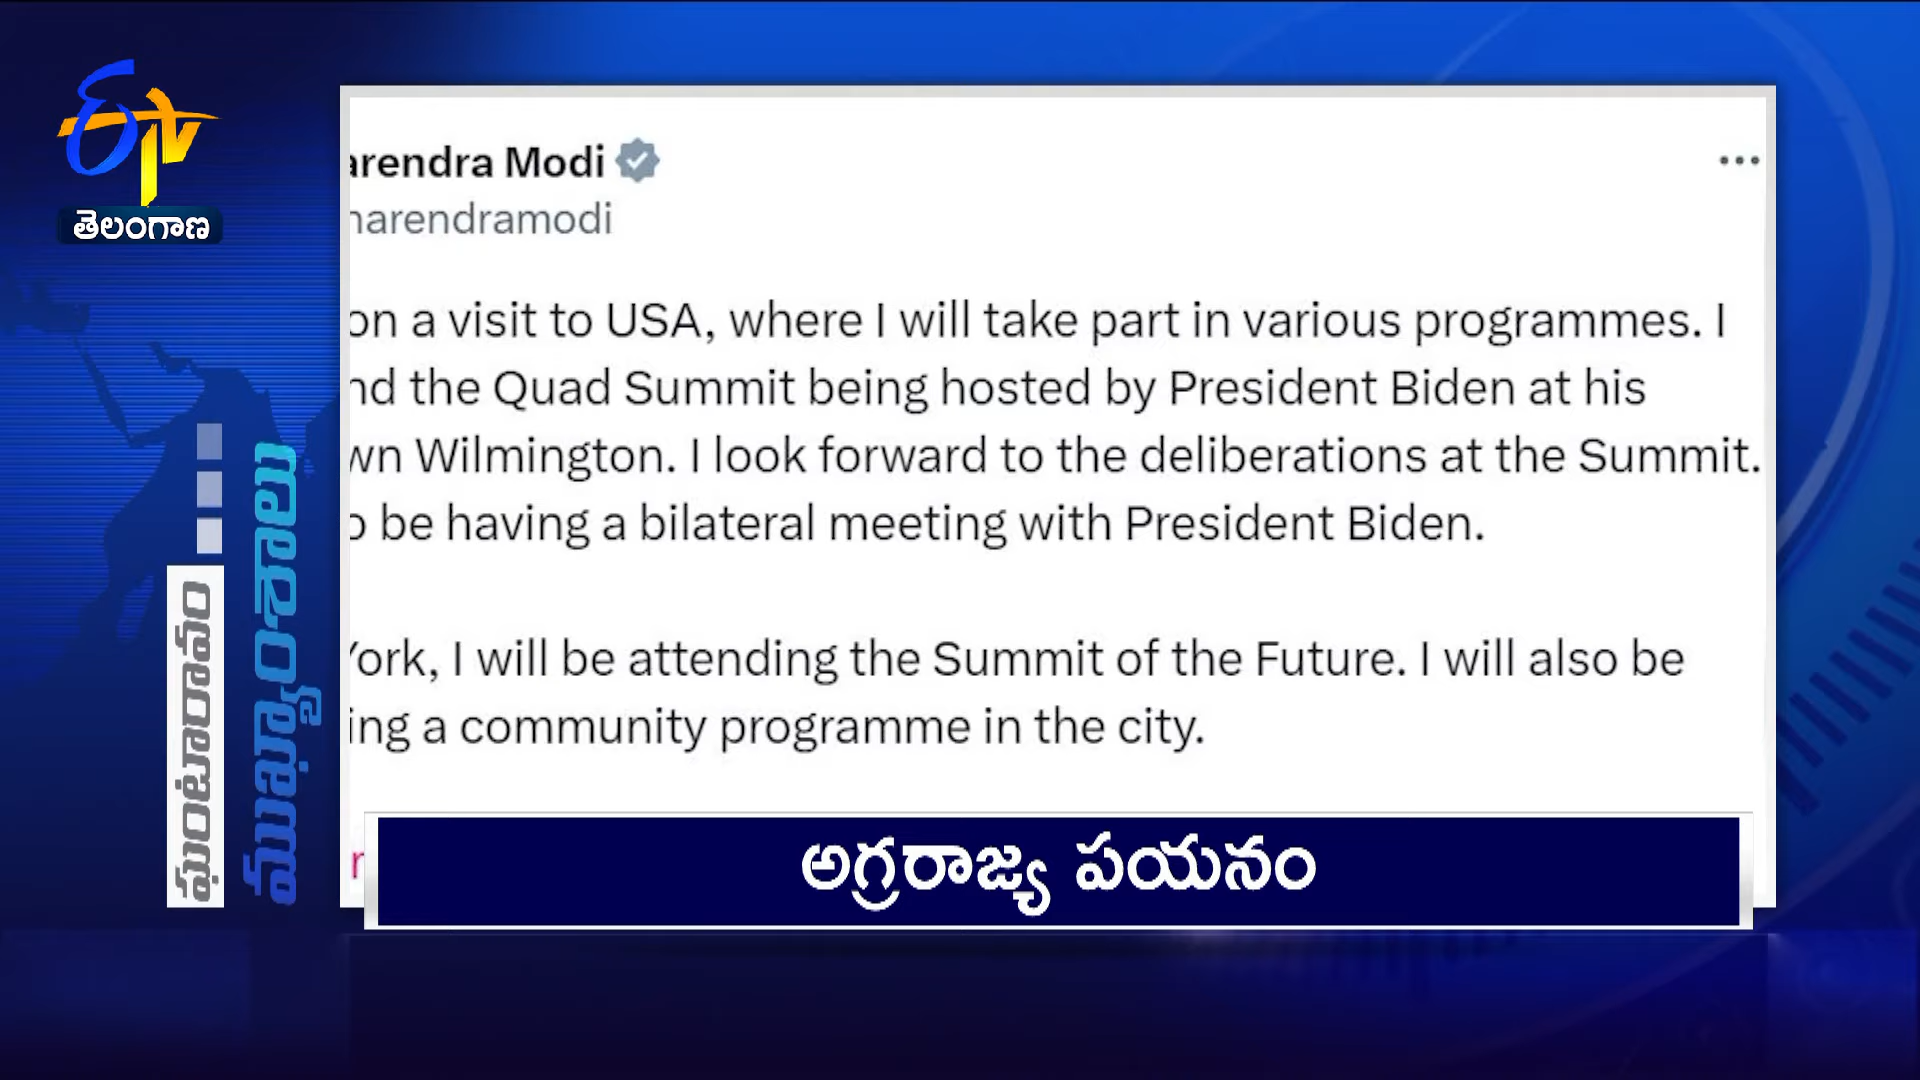 ETV
తెలంగాణ
arendra Modi
narendramodi
on a visit to USA, where I will take part in various programmes. I
nd the Quad Summit being hosted by President Biden at his
wn Wilmington. I look forward to the deliberations at the Summit.
o be having a bilateral meeting with President Biden.
York, I will be attending the Summit of the Future. I will also be
ing a community programme in the city.
ఘంటారావం
అగ్రరాజ్య పయనం